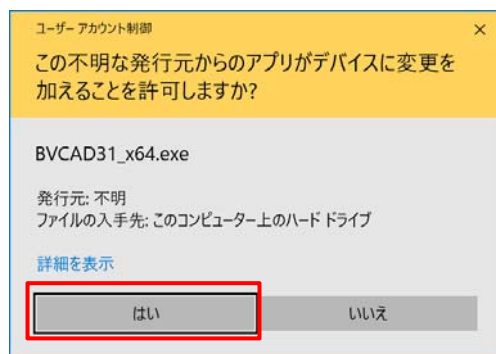 ユーザー アカウント制御
×
この不明な発行元からのアプリがデバイスに変更を
加えることを許可しますか?
BVCAD31_x64.exe
発行元: 不明
ファイルの入手先: このコンピューター上のハード ドライブ
詳細を表示
はい
いいえ